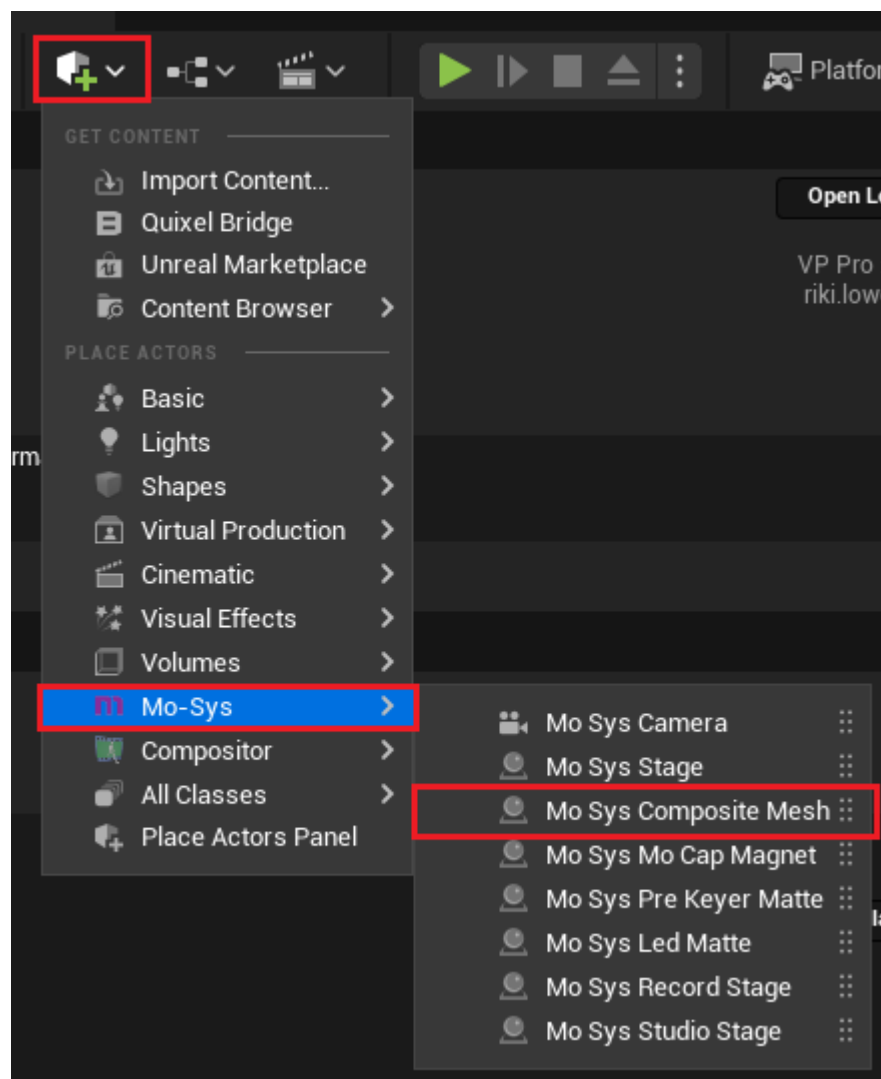 Platfor
GET CONTENT
Import Content...
Quixel Bridge
Unreal Marketplace
Content Browser
Open Lo
VP Pro
riki.low
PLACE ACTORS
Basic
Lights
rm
Shapes
Virtual Production
Cinematic
Visual Effects
Volumes
Mo-Sys
Compositor
All Classes
Place Actors Panel
Mo Sys Camera
Mo Sys Stage
Mo Sys Composite Mesh
Mo Sys Mo Cap Magnet
Mo Sys Pre Keyer Matte
Mo Sys Led Matte
Mo Sys Record Stage
Mo Sys Studio Stage